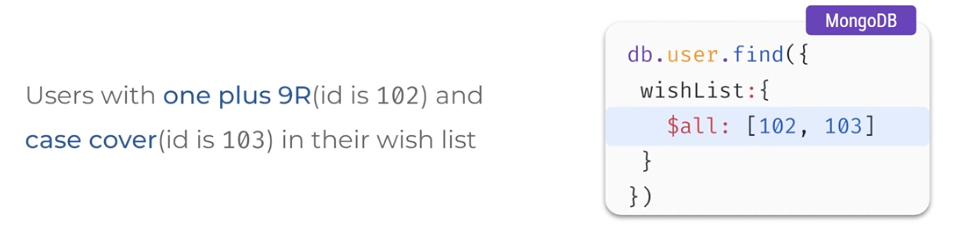 Users with one plus 9R(id is 102) and
case cover(id is 103) in their wish list
MongoDB
db.user.find({
wishList:{
$all: [102, 103]
}
})